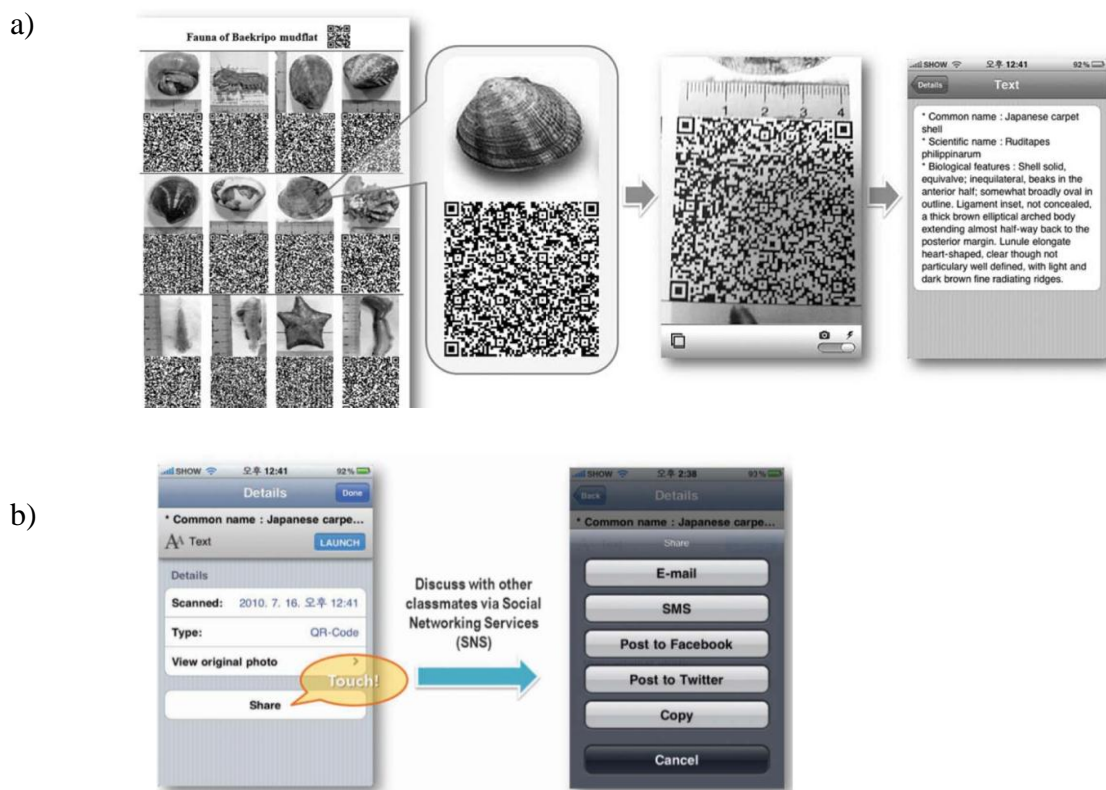 a)
Fauna of Baekripo mudflat
1 2 3 4
SHOW 오후 12:41 92%
Details Text
* Common name : Japanese carpet
shell
* Scientific name : Ruditapes
philippinarum
* Biological features : Shell solid,
equivalve; inequilateral, beaks in the
anterior half; somewhat broadly oval in
outline. Ligament inset, not concealed,
a thick brown elliptical arched body
extending almost half-way back to the
posterior margin. Lunule elongate
heart-shaped, clear though not
particulary well defined, with light and
dark brown fine radiating ridges.
b)
SHOW 오후 12:41 92%
Details Done
* Common name : Japanese carpe...
AA Text LAUNCH
Details
Scanned: 2010. 7. 16. 오후 12:41
Type: QR-Code
View original photo
Touch!
Share
Discuss with other
classmates via Social
Networking Services
(SNS)
SHOW 오후 2:38 93%
Back Details
* Common name : Japanese carpe...
Share
E-mail
SMS
Post to Facebook
Post to Twitter
Copy
Cancel